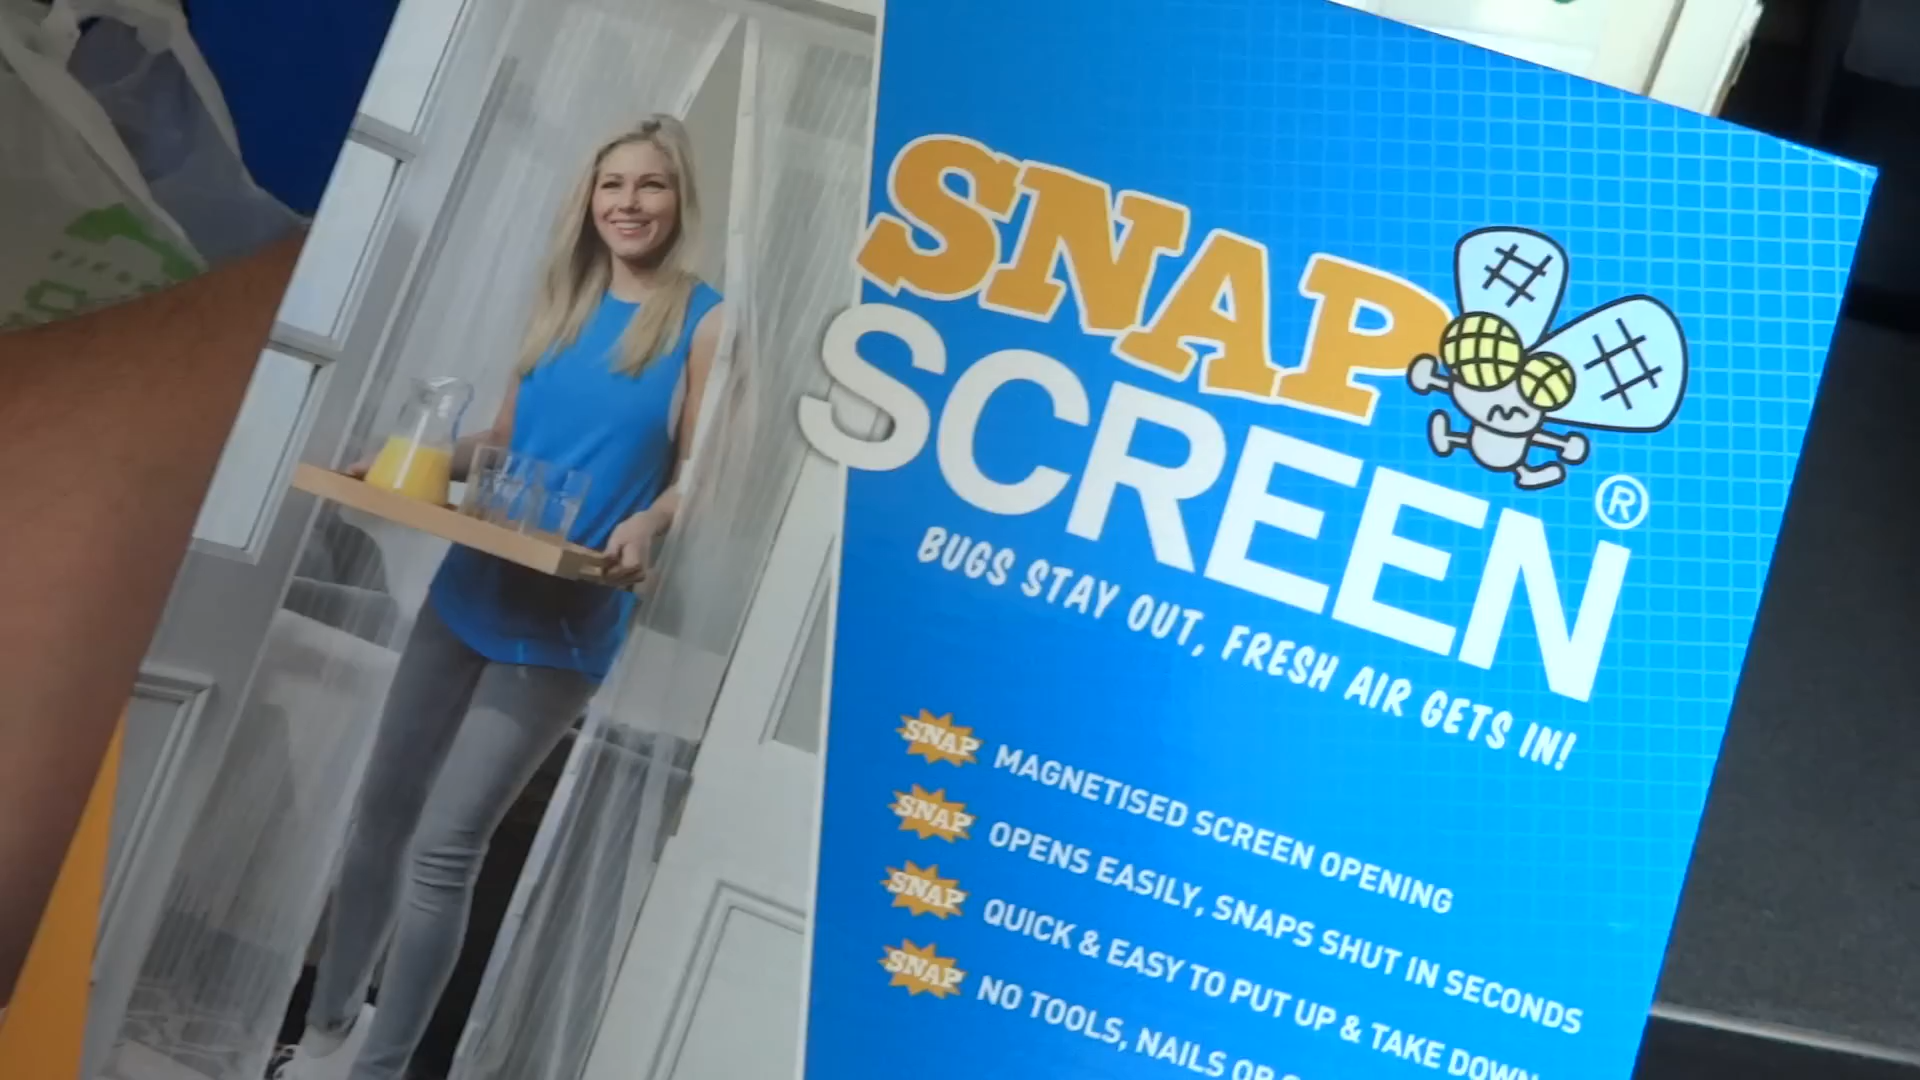 SNAP
SCREEN®
BUGS STAY OUT, FRESH AIR GETS IN!
SNAP MAGNETISED SCREEN OPENING
SNAP OPENS EASILY, SNAPS SHUT IN SECONDS
SNAP QUICK & EASY TO PUT UP & TAKE DOWN
SNAP NO TOOLS, NAILS OR